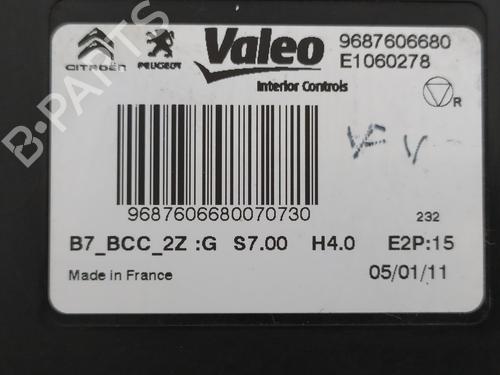 CITROËN PEUGEOT Valeo 9687606680
E1060278
Interior Controls
R
9687606680070730
232
B7_BCC_2Z :G S7.00 H4.0 E2P:15
Made in France 05/01/11
B-PARTS